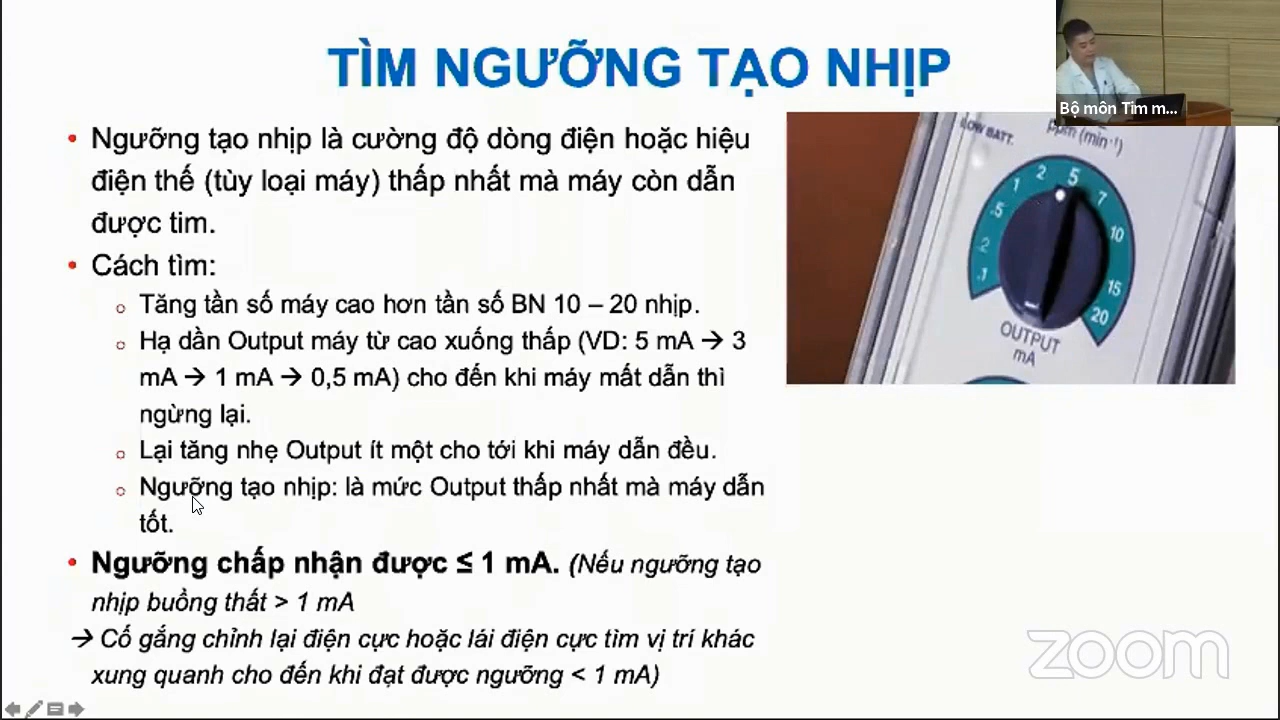 TÌM NGƯỠNG TẠO NHỊP
Bộ môn Tim m...
• Ngưỡng tạo nhịp là cường độ dòng điện hoặc hiệu
điện thế (tùy loại máy) thấp nhất mà máy còn dẫn
được tim.
• Cách tìm:
o Tăng tần số máy cao hơn tần số BN 10 – 20 nhịp.
o Hạ dần Output máy từ cao xuống thấp (VD: 5 mA → 3
mA → 1 mA → 0,5 mA) cho đến khi máy mất dẫn thì
ngừng lại.
o Lại tăng nhẹ Output ít một cho tới khi máy dẫn đều.
o Ngưỡng tạo nhịp: là mức Output thấp nhất mà máy dẫn
tốt.
• Ngưỡng chấp nhận được ≤ 1 mA. (Nếu ngưỡng tạo
nhịp buồng thất > 1 mA
→ Cố gắng chỉnh lại điện cực hoặc lái điện cực tìm vị trí khác
xung quanh cho đến khi đạt được ngưỡng < 1 mA)
LOW BATT.
ppm (min⁻¹)
.1
.2
.5
1
2
5
7
10
15
20
OUTPUT
mA
zoom